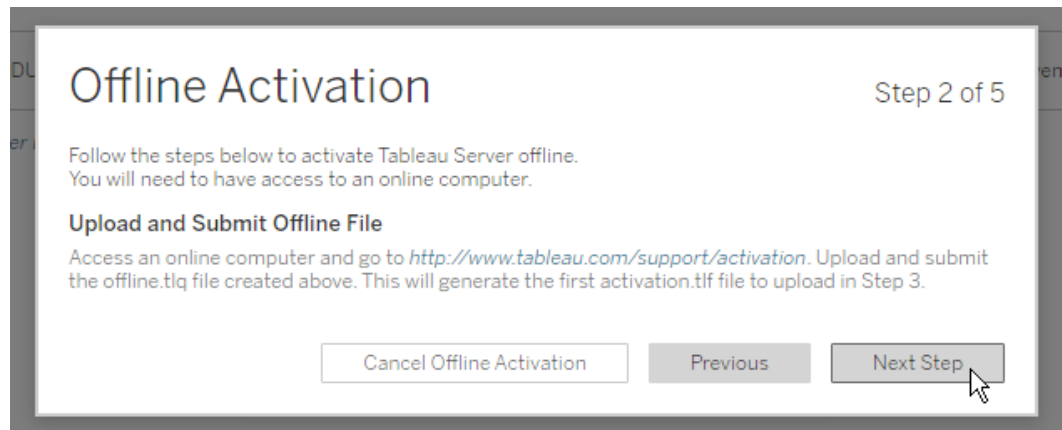 Offline Activation
Step 2 of 5
Follow the steps below to activate Tableau Server offline.
You will need to have access to an online computer.
Upload and Submit Offline File
Access an online computer and go to http://www.tableau.com/support/activation. Upload and submit
the offline.tlq file created above. This will generate the first activation.tlf file to upload in Step 3.
Cancel Offline Activation
Previous
Next Step